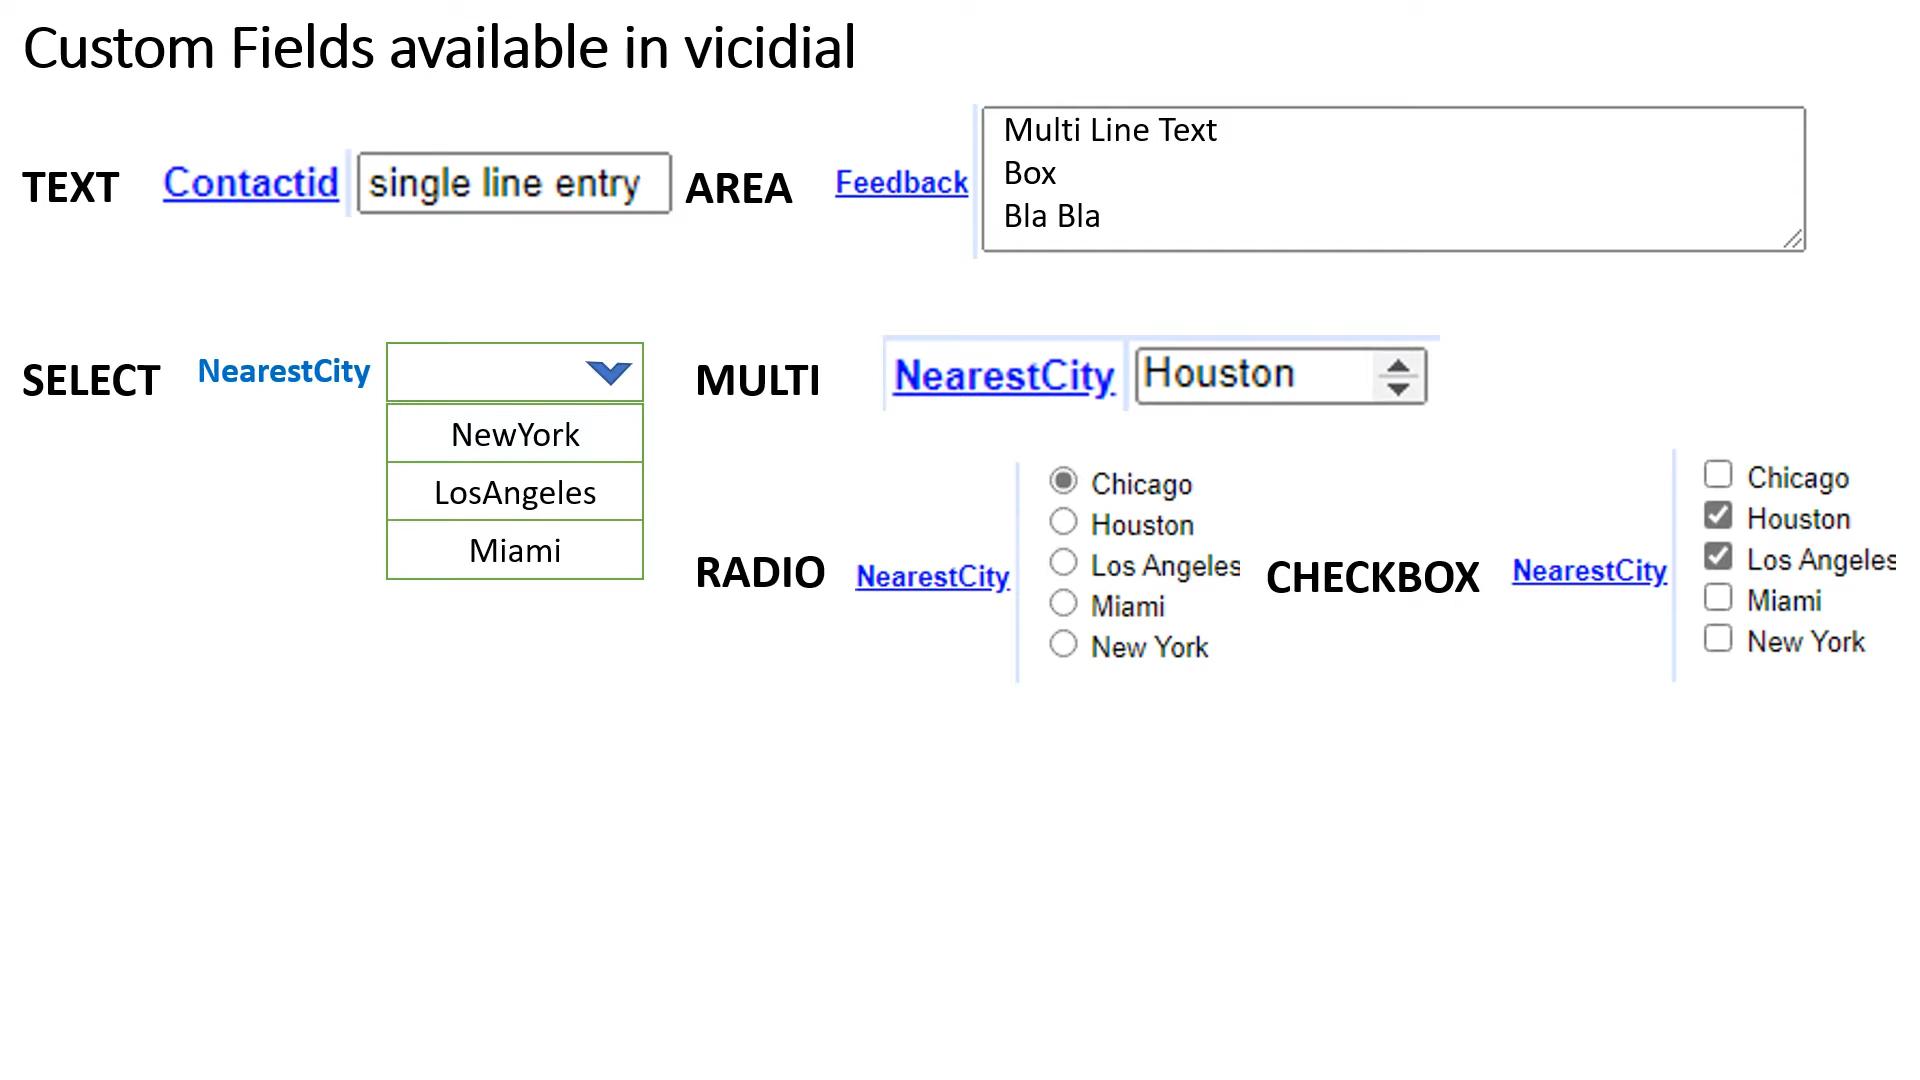 Custom Fields available in vicidial
TEXT Contactid single line entry
AREA Feedback
Multi Line Text
Box
Bla Bla
SELECT NearestCity
NewYork
LosAngeles
Miami
MULTI NearestCity Houston
RADIO NearestCity
Chicago
Houston
Los Angeles
Miami
New York
CHECKBOX NearestCity
Chicago
Houston
Los Angeles
Miami
New York